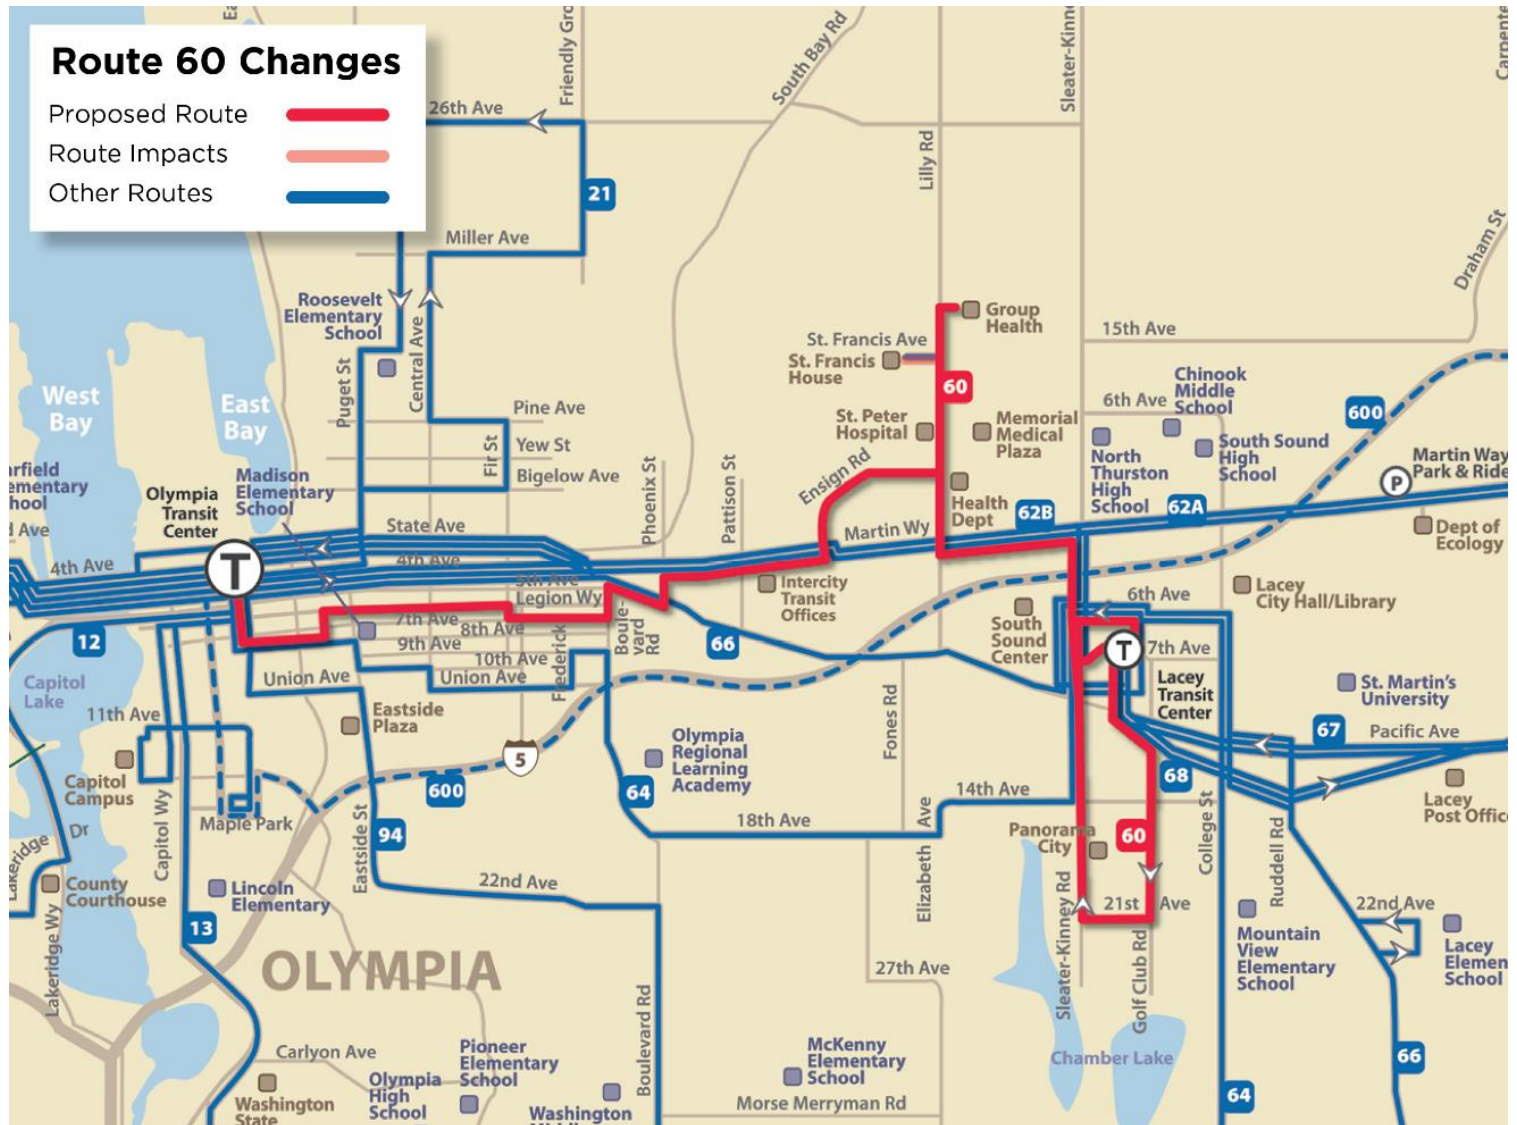 Route 60 Changes
Proposed Route
Route Impacts
Other Routes
26th Ave
South Bay Rd
Lilly Rd
21
Miller Ave
Draham St
Roosevelt
Elementary
School
Central Ave
Puget St
Group
Health
15th Ave
St. Francis Ave
St. Francis
House
60
Chinook
Middle
School
6th Ave
600
West
Bay
East
Bay
Pine Ave
Yew St
Fir St
Bigelow Ave
St. Peter
Hospital
Memorial
Medical
Plaza
North
Thurston
High
School
South Sound
High
School
Martin Way
Park & Ride
P
Ensign Rd
Health
Dept
62B
62A
Madison
Elementary
School
Olympia
Transit
Center
Phoenix St
Pattison St
State Ave
4th Ave
4th Ave
Martin Wy
Dept of
Ecology
T
5th Ave
Legion Wy
Intercity
Transit
Offices
6th Ave
Lacey
City Hall/Library
12
7th Ave
8th Ave
9th Ave
10th Ave
Union Ave
Union Ave
Frederick
Boule-
vard
Rd
66
South
Sound
Center
T
7th Ave
Lacey
Transit
Center
St. Martin's
University
Capitol
Lake
11th Ave
Eastside
Plaza
5
Olympia
Regional
Learning
Academy
Fones Rd
67
Pacific Ave
68
Capitol
Campus
600
64
14th Ave
18th Ave
Lacey
Maple Park
Capitol Wy
Eastside St
94
Panorama
City
60
College St
Ruddell Rd
Elizabeth Ave
Lakeridge Dr
County
Courthouse
Lincoln
Elementary
22nd Ave
21st Ave
22nd Ave
13
Lakeridge Wy
Sleater-Kinney Rd
Golf Club Rd
Mountain
View
Elementary
School
Lacey
School
OLYMPIA
27th Ave
Boulevard Rd
Carlyon Ave
Pioneer
Elementary
School
Olympia
High
School
McKenny
Elementary
School
Chamber Lake
66
64
Washington
State
Washington
Morse Merryman Rd